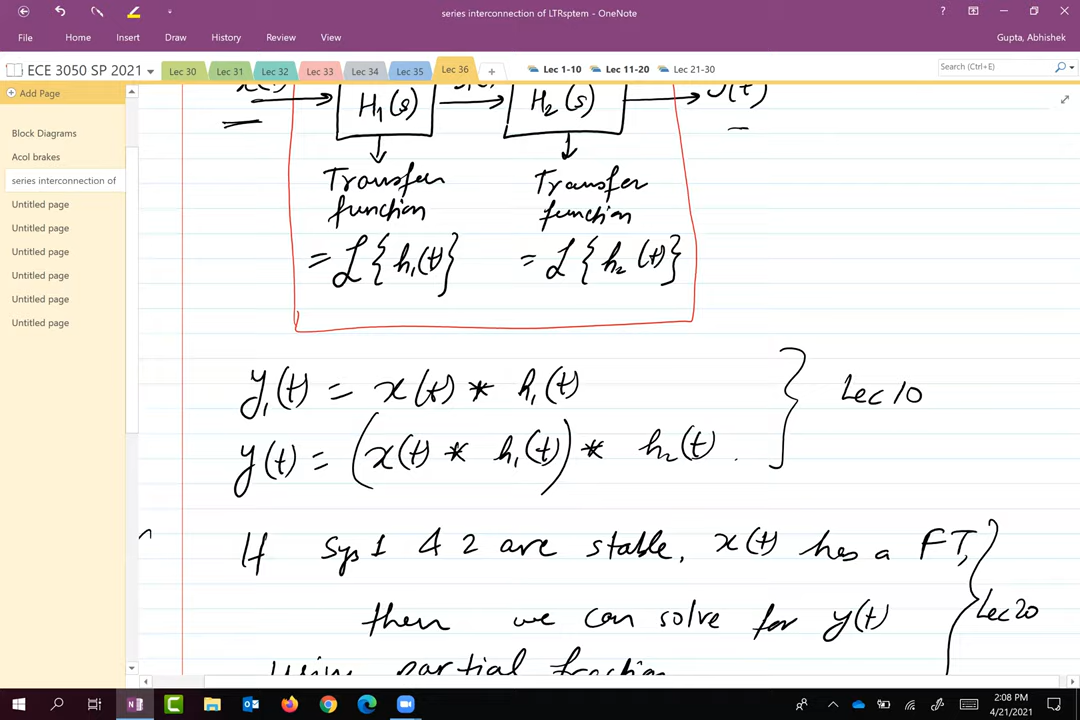 series interconnection of LTRsptem - OneNote
Gupta, Abhishek
File Home Insert Draw History Review View
ECE 3050 SP 2021
Lec 30 Lec 31 Lec 32 Lec 33 Lec 34 Lec 35 Lec 36
Lec 1-10 Lec 11-20 Lec 21-30
Search (Ctrl+E)
Add Page
Block Diagrams
Acol brakes
series interconnection of
Untitled page
Untitled page
Untitled page
Untitled page
Untitled page
Untitled page
H₁(s) H₂(s)
Transfer Transfer
function function
= ℒ{h₁(t)} = ℒ{h₂(t)}
y₁(t) = x(t) * h₁(t)
Lec 10
y(t) = (x(t) * h₁(t)) * h₂(t).
If sys 1 & 2 are stable, x(t) has a FT,
then we can solve for y(t)
Lec 20
using partial fraction
2:08 PM
4/21/2021